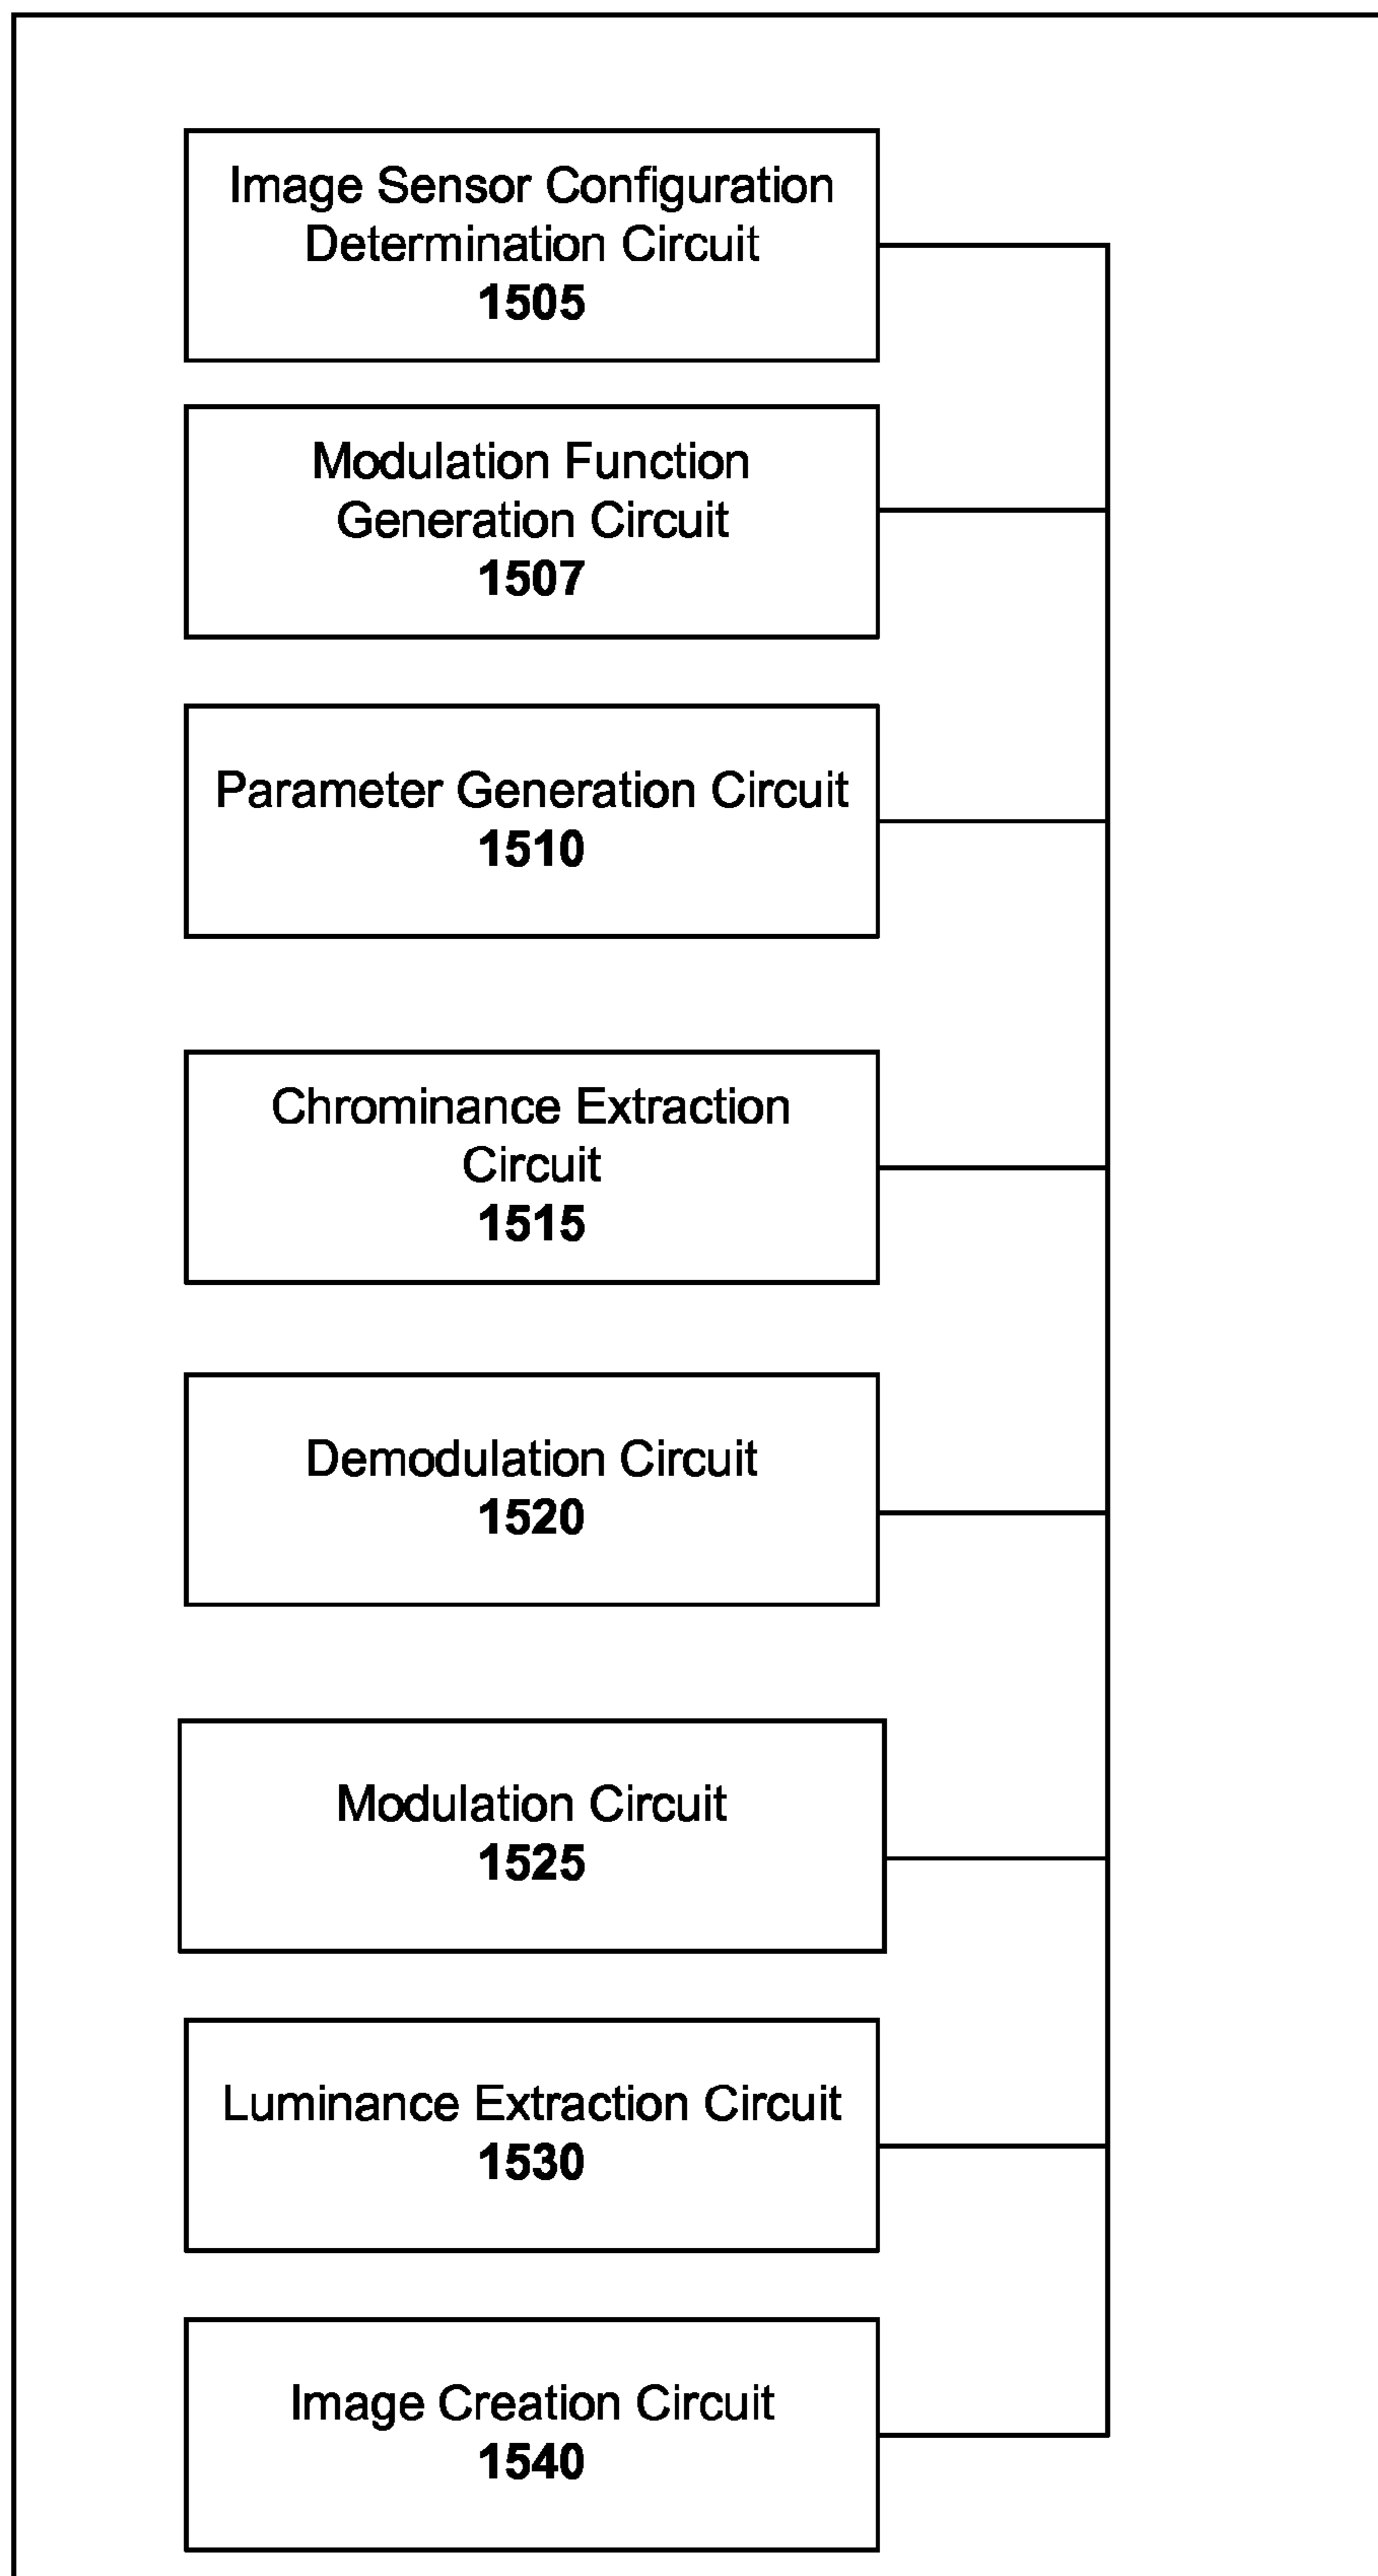 Image Sensor Configuration
Determination Circuit
1505
Modulation Function
Generation Circuit
1507
Parameter Generation Circuit
1510
Chrominance Extraction
Circuit
1515
Demodulation Circuit
1520
Modulation Circuit
1525
Luminance Extraction Circuit
1530
Image Creation Circuit
1540